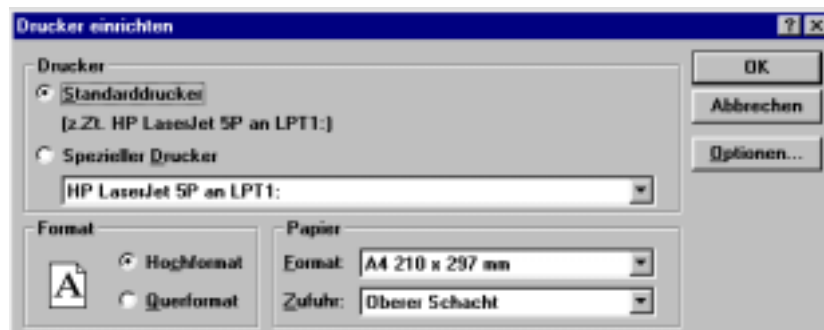 Drucker einrichten
Drucker
Standarddrucker
(z.Zt. HP LaserJet 5P an LPT1:)
Spezieller Drucker
HP LaserJet 5P an LPT1:
OK
Abbrechen
Optionen...
Format
A
Hochformat
Querformat
Papier
Format: A4 210 x 297 mm
Zufuhr: Oberer Schacht